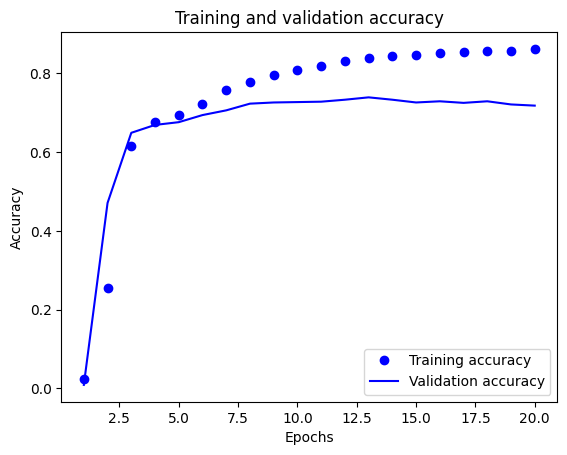 Training and validation accuracy
Accuracy
0.8
0.6
0.4
0.2
0.0
Training accuracy
Validation accuracy
2.5 5.0 7.5 10.0 12.5 15.0 17.5 20.0
Epochs